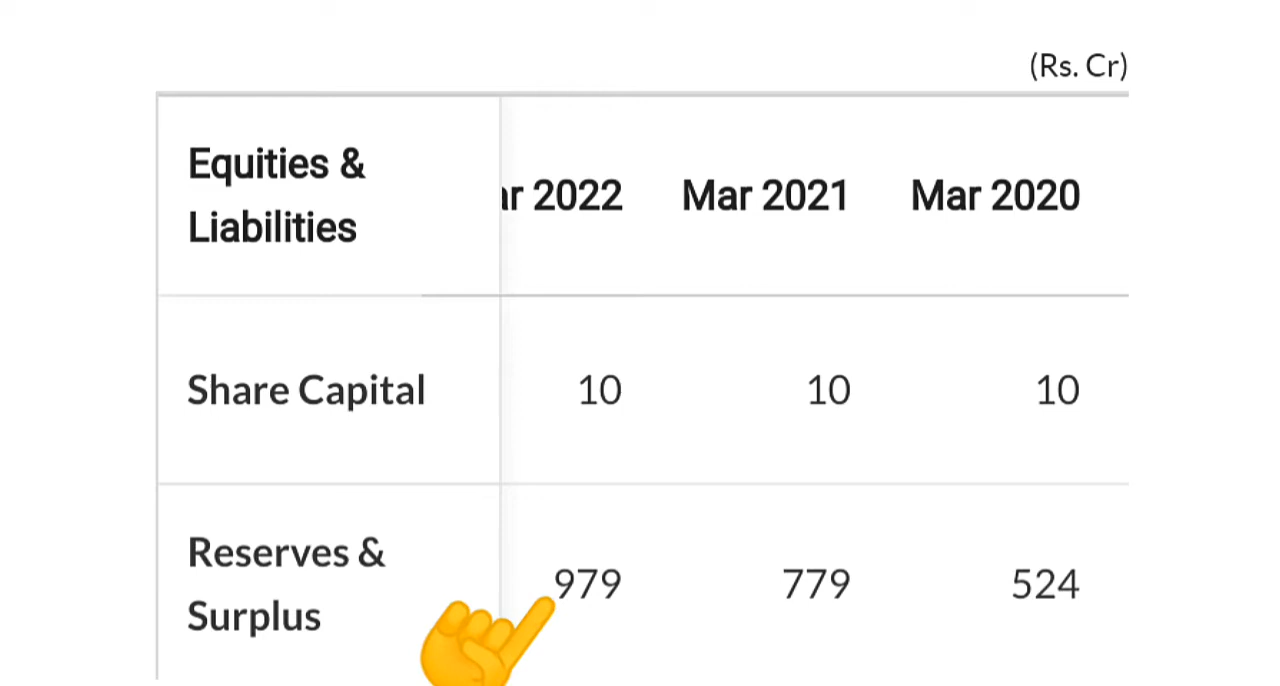 (Rs. Cr)
Equities &
Liabilities
ar 2022 Mar 2021 Mar 2020
Share Capital 10 10 10
Reserves &
Surplus
979 779 524